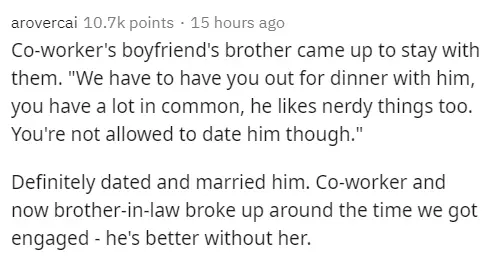 arovercai 10.7k points · 15 hours ago
Co-worker's boyfriend's brother came up to stay with
them. "We have to have you out for dinner with him,
you have a lot in common, he likes nerdy things too.
You're not allowed to date him though."
Definitely dated and married him. Co-worker and
now brother-in-law broke up around the time we got
engaged - he's better without her.